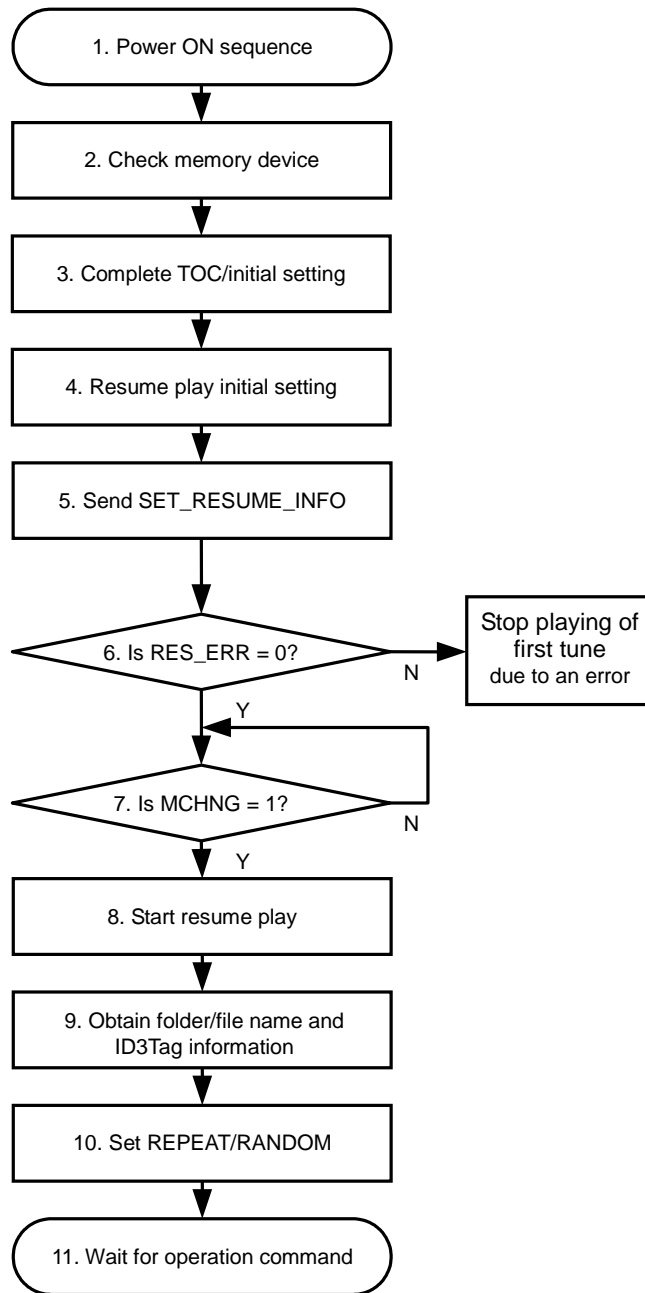 1. Power ON sequence
2. Check memory device
3. Complete TOC/initial setting
4. Resume play initial setting
5. Send SET_RESUME_INFO
6. Is RES_ERR = 0?
N
Stop playing of
first tune
due to an error
Y
7. Is MCHNG = 1?
N
Y
8. Start resume play
9. Obtain folder/file name and
ID3Tag information
10. Set REPEAT/RANDOM
11. Wait for operation command